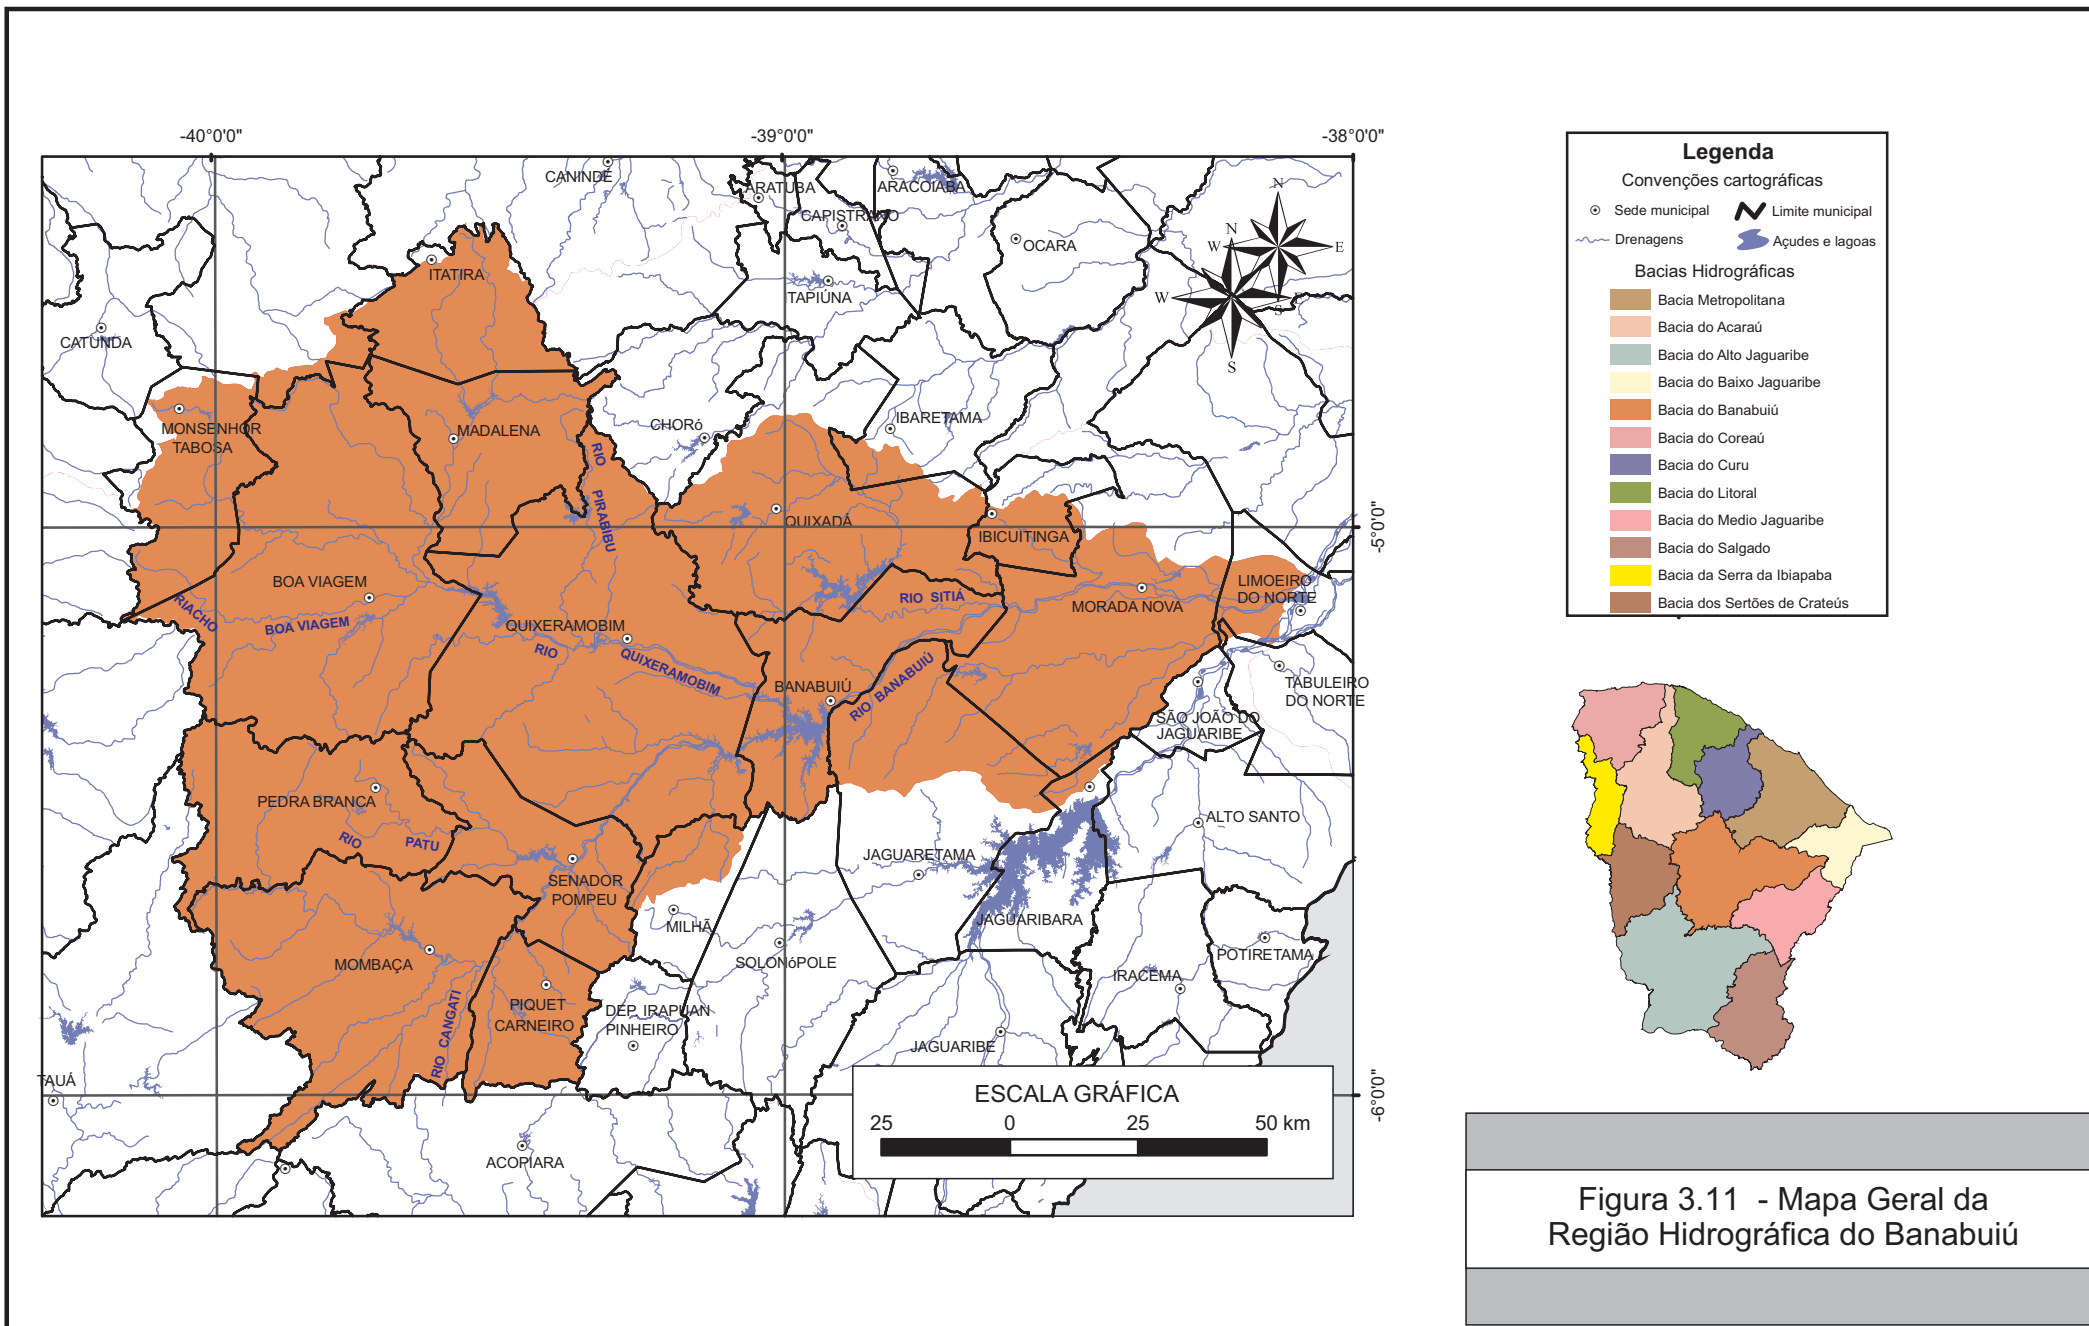 -40°0'0"
-39°0'0"
-38°0'0"
CANINDÉ
ARATUBA
ARACOIABA
CAPISTRANO
OCARA
ITATIRA
ITAPIÚNA
CATUNDA
N
N
W
E
W
E
S
S
MONSENHOR
TABOSA
MADALENA
CHORó
IBARETAMA
RIO PIRABIBU
QUIXADÁ
IBICUITINGA
-5°0'0"
BOA VIAGEM
RIACHO BOA VIAGEM
RIO SITIÁ
MORADA NOVA
LIMOEIRO
DO NORTE
QUIXERAMOBIM
RIO QUIXERAMOBIM
BANABUIÚ
RIO BANABUIÚ
TABULEIRO
DO NORTE
SÃO JOÃO DO
JAGUARIBE
PEDRA BRANCA
RIO PATU
ALTO SANTO
JAGUARETAMA
SENADOR
POMPEU
MILHÃ
JAGUARIBARA
MOMBAÇA
SOLONóPOLE
POTIRETAMA
IRACEMA
PIQUET
CARNEIRO
DEP. IRAPUAN
PINHEIRO
RIO CANGATI
JAGUARIBE
TAUÁ
-6°0'0"
ACOPIARA
ESCALA GRÁFICA
25 0 25 50 km
Legenda
Convenções cartográficas
Sede municipal
Limite municipal
Drenagens
Açudes e lagoas
Bacias Hidrográficas
Bacia Metropolitana
Bacia do Acaraú
Bacia do Alto Jaguaribe
Bacia do Baixo Jaguaribe
Bacia do Banabuiú
Bacia do Coreaú
Bacia do Curu
Bacia do Litoral
Bacia do Medio Jaguaribe
Bacia do Salgado
Bacia da Serra da Ibiapaba
Bacia dos Sertões de Crateús
Figura 3.11 - Mapa Geral da
Região Hidrográfica do Banabuiú